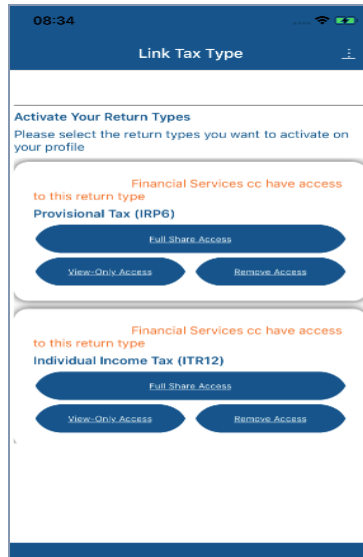 08:34
Link Tax Type
Activate Your Return Types
Please select the return types you want to activate on
your profile
Financial Services cc have access
to this return type
Provisional Tax (IRP6)
Full Share Access
View-Only Access Remove Access
Financial Services cc have access
to this return type
Individual Income Tax (ITR12)
Full Share Access
View-Only Access Remove Access